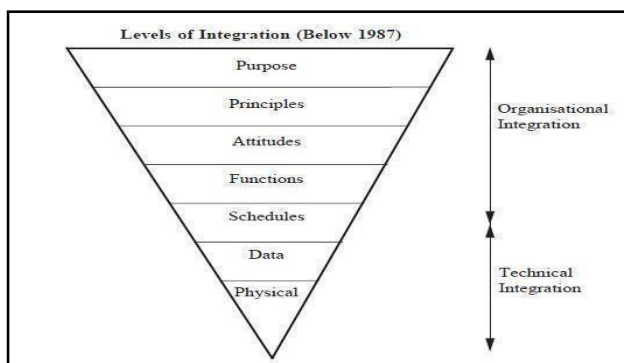 Levels of Integration (Below 1987)
Purpose
Principles
Attitudes
Functions
Schedules
Data
Physical
Organisational
Integration
Technical
Integration